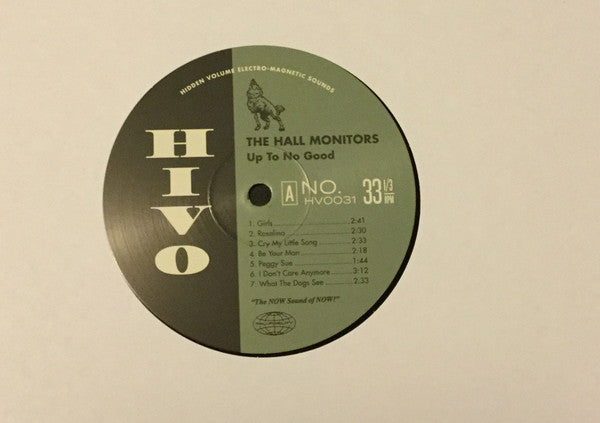 HIDDEN VOLUME ELECTRO-MAGNETIC SOUNDS
HIVO
THE HALL MONITORS
Up To No Good
A NO. HV0031 33 1/3 RPM
1. Girls 2:41
2. Rosalina 2:30
3. Cry My Little Song 2:33
4. Be Your Man 2:18
5. Peggy Sue 1:44
6. I Don't Care Anymore 3:12
7. What The Dogs See 2:33
"The NOW Sound of NOW!"